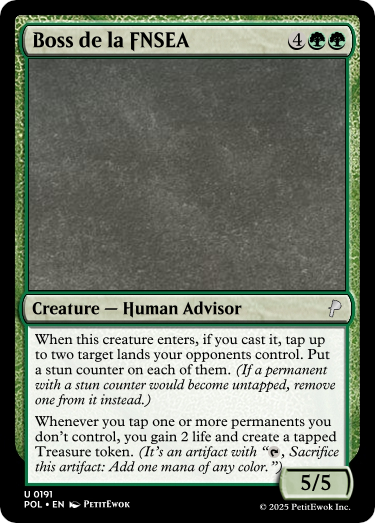 Boss de la FNSEA 4
Creature — Human Advisor
When this creature enters, if you cast it, tap up
to two target lands your opponents control. Put
a stun counter on each of them. (If a permanent
with a stun counter would become untapped, remove
one from it instead.)
Whenever you tap one or more permanents you
don't control, you gain 2 life and create a tapped
Treasure token. (It's an artifact with “, Sacrifice
this artifact: Add one mana of any color.”)
5/5
U 0191
POL • EN PetitEwok
© 2025 PetitEwok Inc.